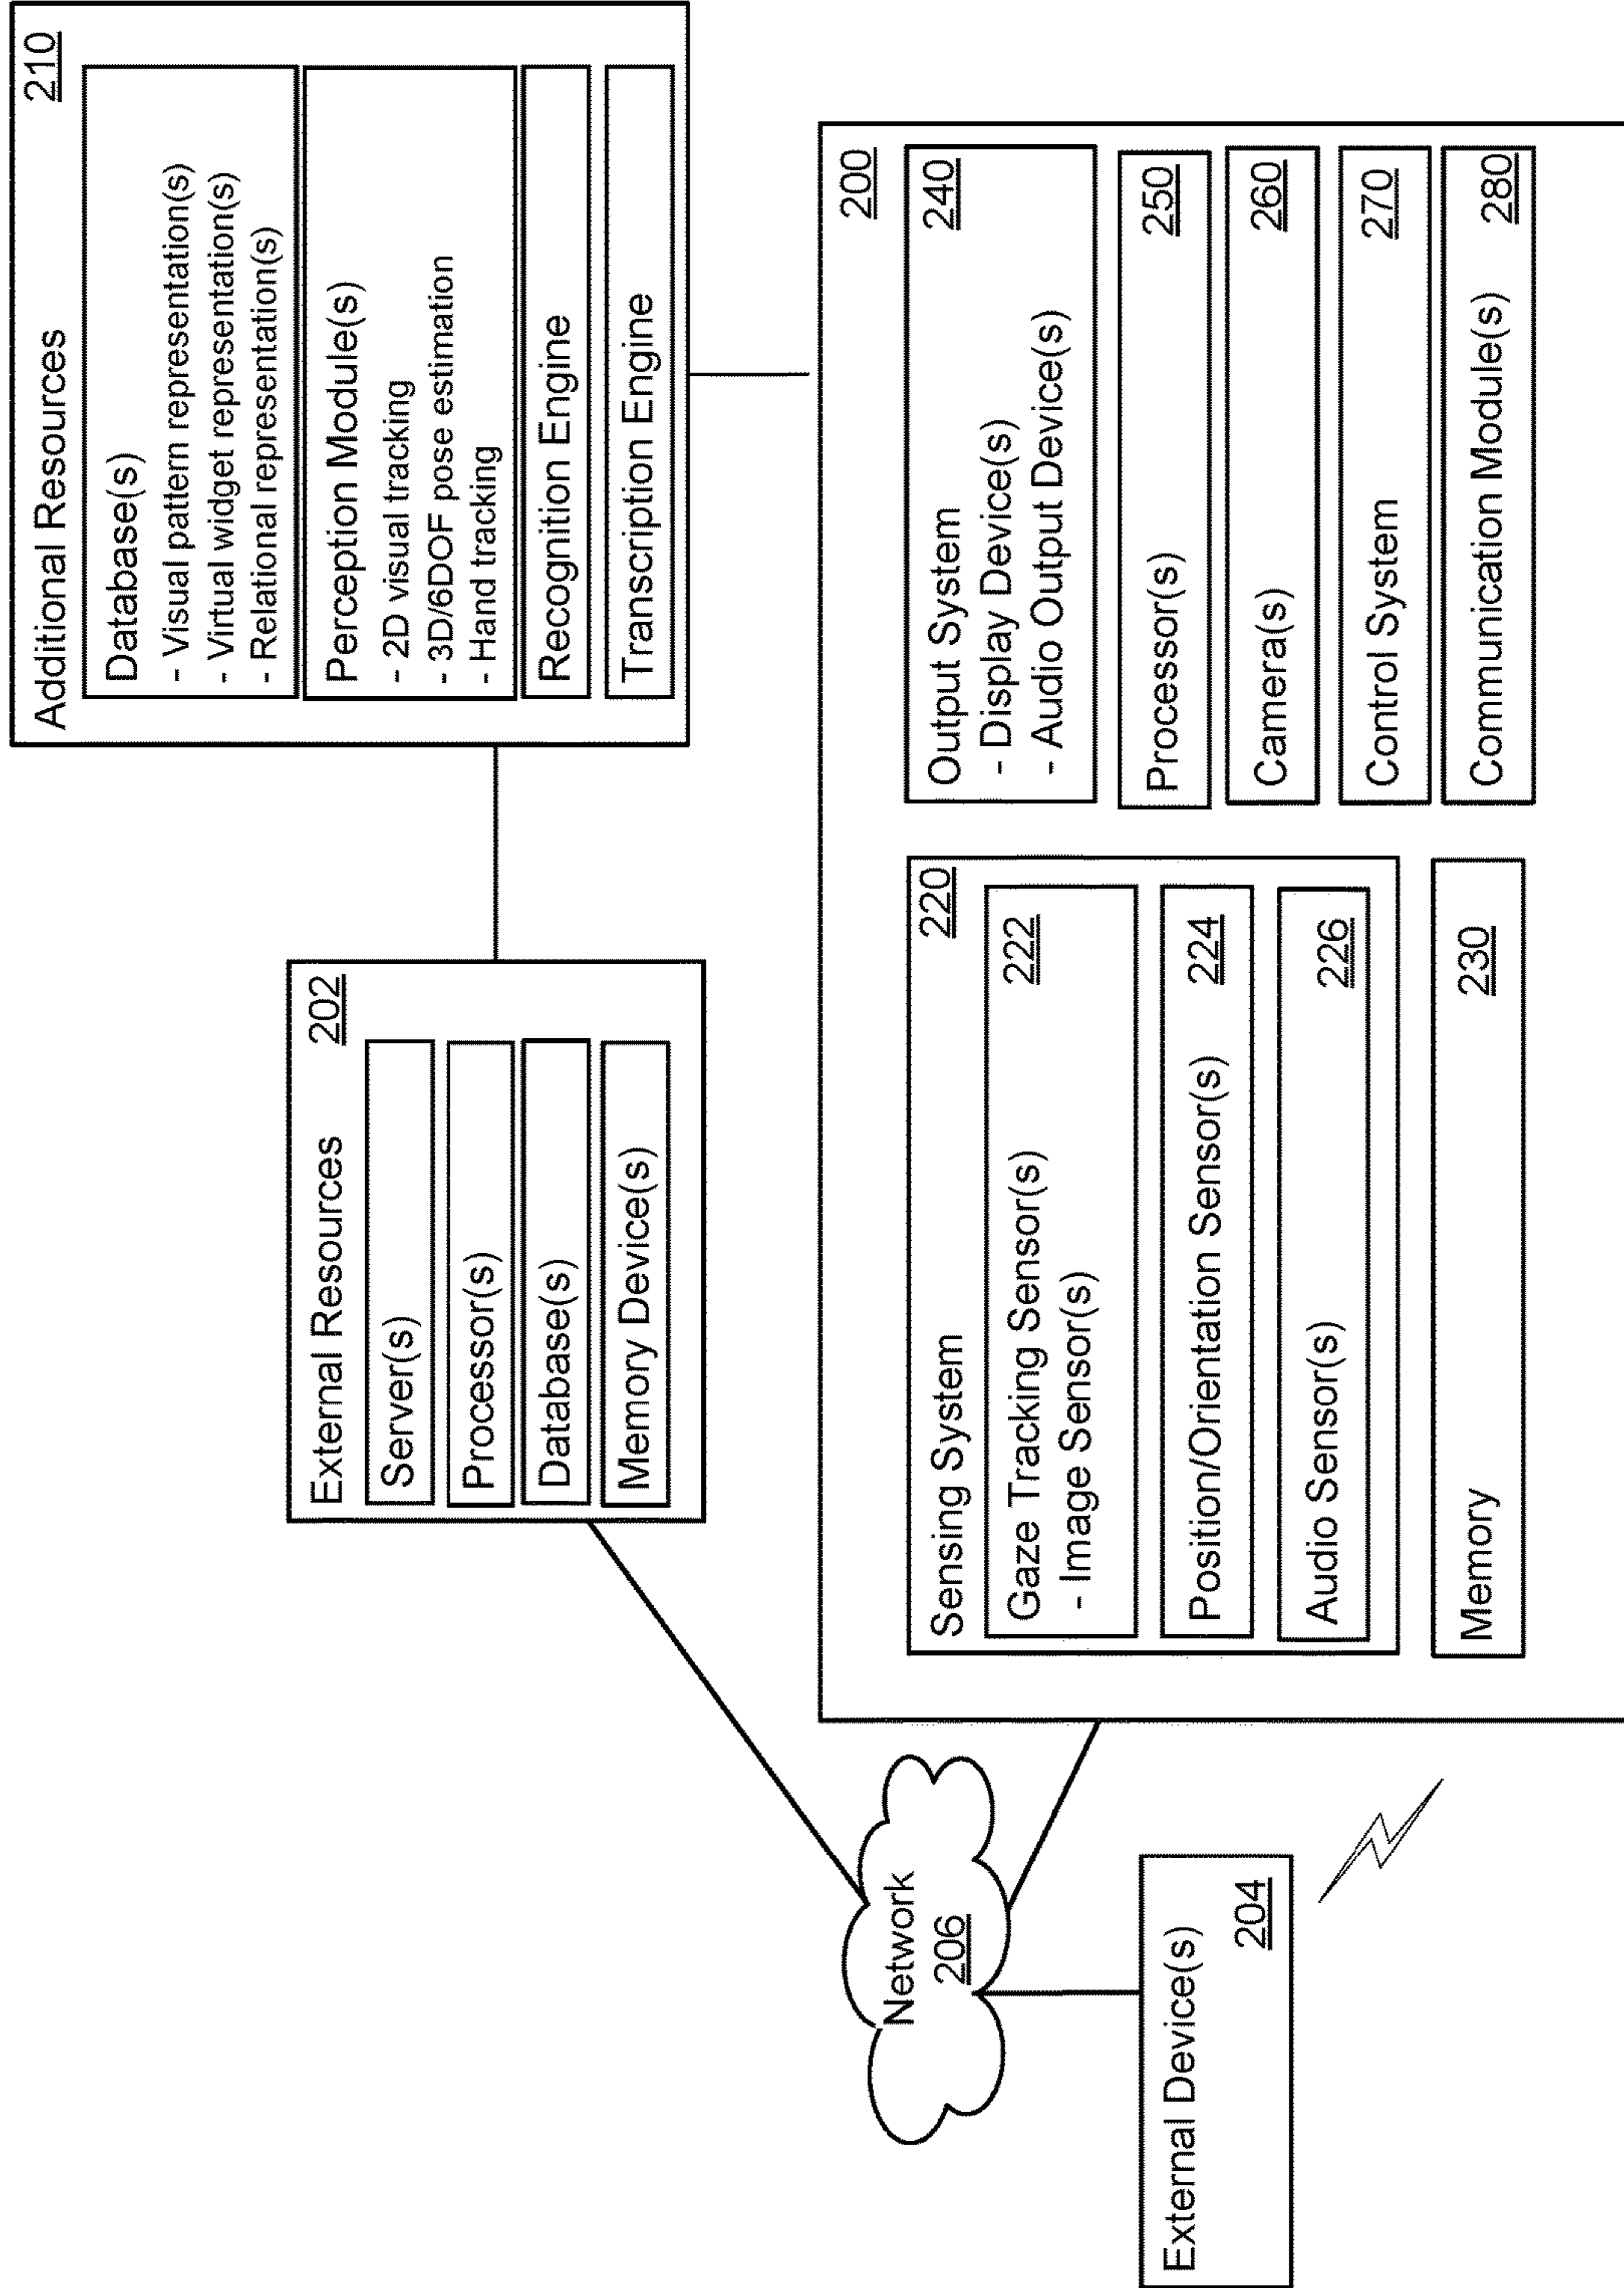 External Resources
202
Server(s)
Processor(s)
Database(s)
Memory Device(s)
Additional Resources
210
Database(s)
- Visual pattern representation(s)
- Virtual widget representation(s)
- Relational representation(s)
Perception Module(s)
- 2D visual tracking
- 3D/6DOF pose estimation
- Hand tracking
Recognition Engine
Transcription Engine
Network
206
External Device(s)
204
200
Sensing System
220
Gaze Tracking Sensor(s)
222
- Image Sensor(s)
Position/Orientation Sensor(s)
224
Audio Sensor(s)
226
Memory
230
Output System
240
- Display Device(s)
- Audio Output Device(s)
Processor(s)
250
Camera(s)
260
Control System
270
Communication Module(s)
280